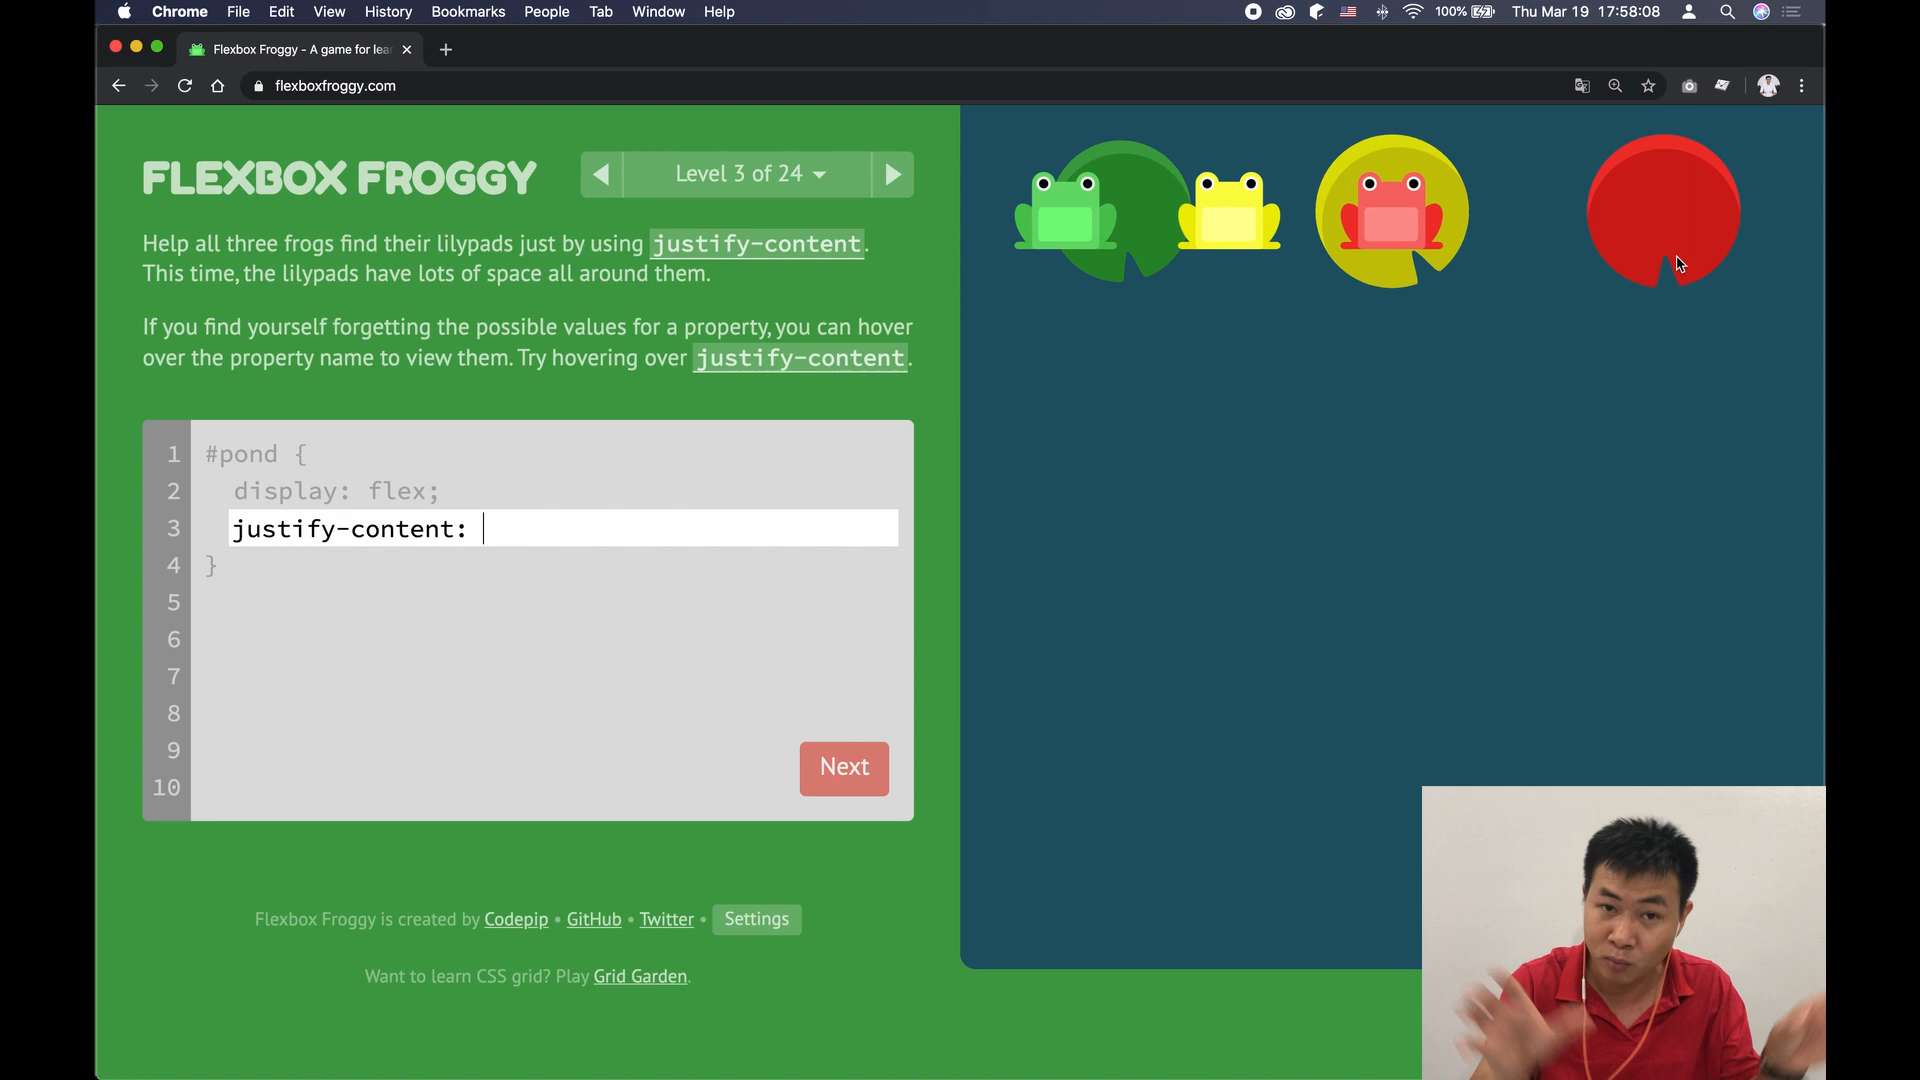 Chrome File Edit View History Bookmarks People Tab Window Help 100% Thu Mar 19 17:58:08
Flexbox Froggy - A game for lea
flexboxfroggy.com
FLEXBOX FROGGY
Level 3 of 24
Help all three frogs find their lilypads just by using justify-content.
This time, the lilypads have lots of space all around them.
If you find yourself forgetting the possible values for a property, you can hover
over the property name to view them. Try hovering over justify-content.
1 #pond {
2 display: flex;
3 justify-content:
4 }
5
6
7
8
9
10
Next
Flexbox Froggy is created by Codepip • GitHub • Twitter • Settings
Want to learn CSS grid? Play Grid Garden.